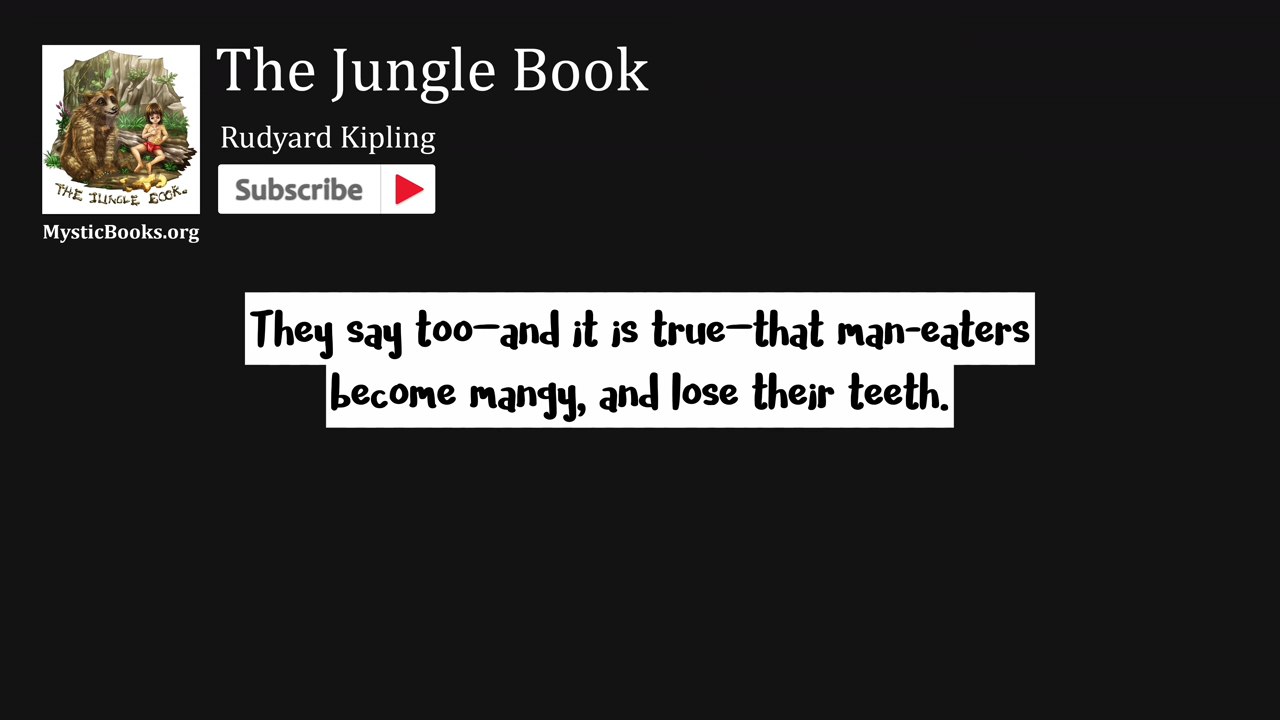 The Jungle Book
Rudyard Kipling
Subscribe
THE JUNGLE BOOK.
MysticBooks.org
They say too—and it is true—that man-eaters
become mangy, and lose their teeth.